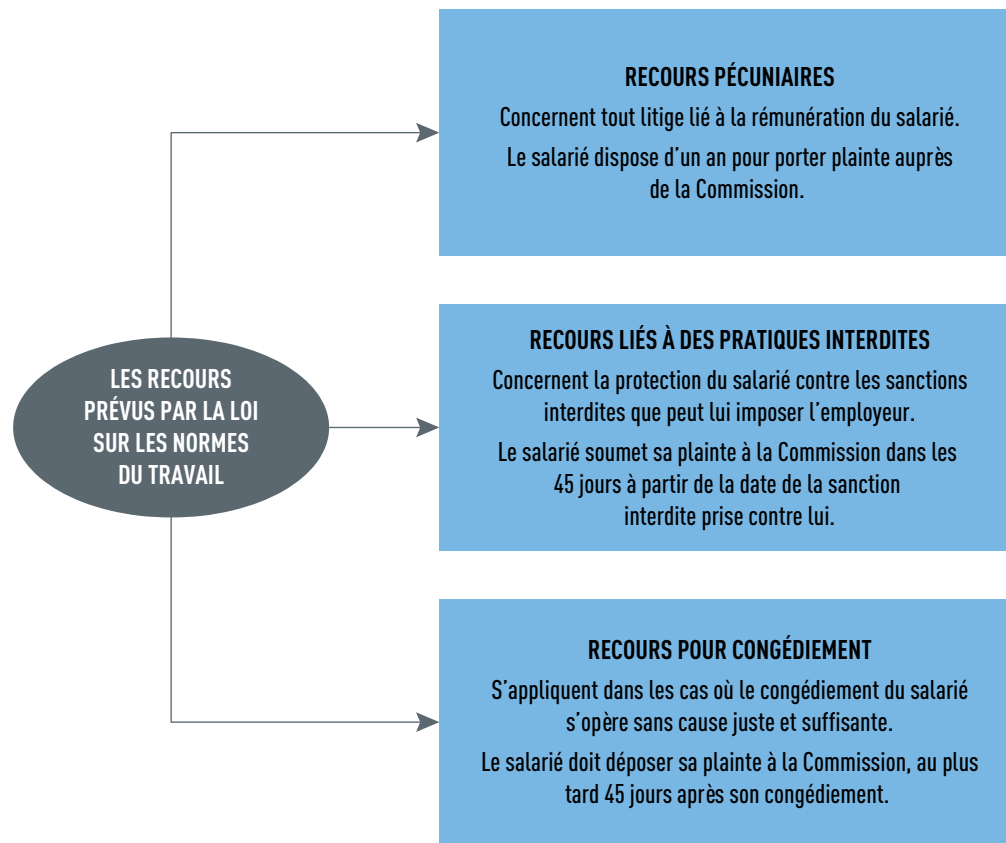 LES RECOURS
PRÉVUS PAR LA LOI
SUR LES NORMES
DU TRAVAIL
RECOURS PÉCUNIAIRES
Concernent tout litige lié à la rémunération du salarié.
Le salarié dispose d’un an pour porter plainte auprès
de la Commission.
RECOURS LIÉS À DES PRATIQUES INTERDITES
Concernent la protection du salarié contre les sanctions
interdites que peut lui imposer l’employeur.
Le salarié soumet sa plainte à la Commission dans les
45 jours à partir de la date de la sanction
interdite prise contre lui.
RECOURS POUR CONGÉDIEMENT
S’appliquent dans les cas où le congédiement du salarié
s’opère sans cause juste et suffisante.
Le salarié doit déposer sa plainte à la Commission, au plus
tard 45 jours après son congédiement.